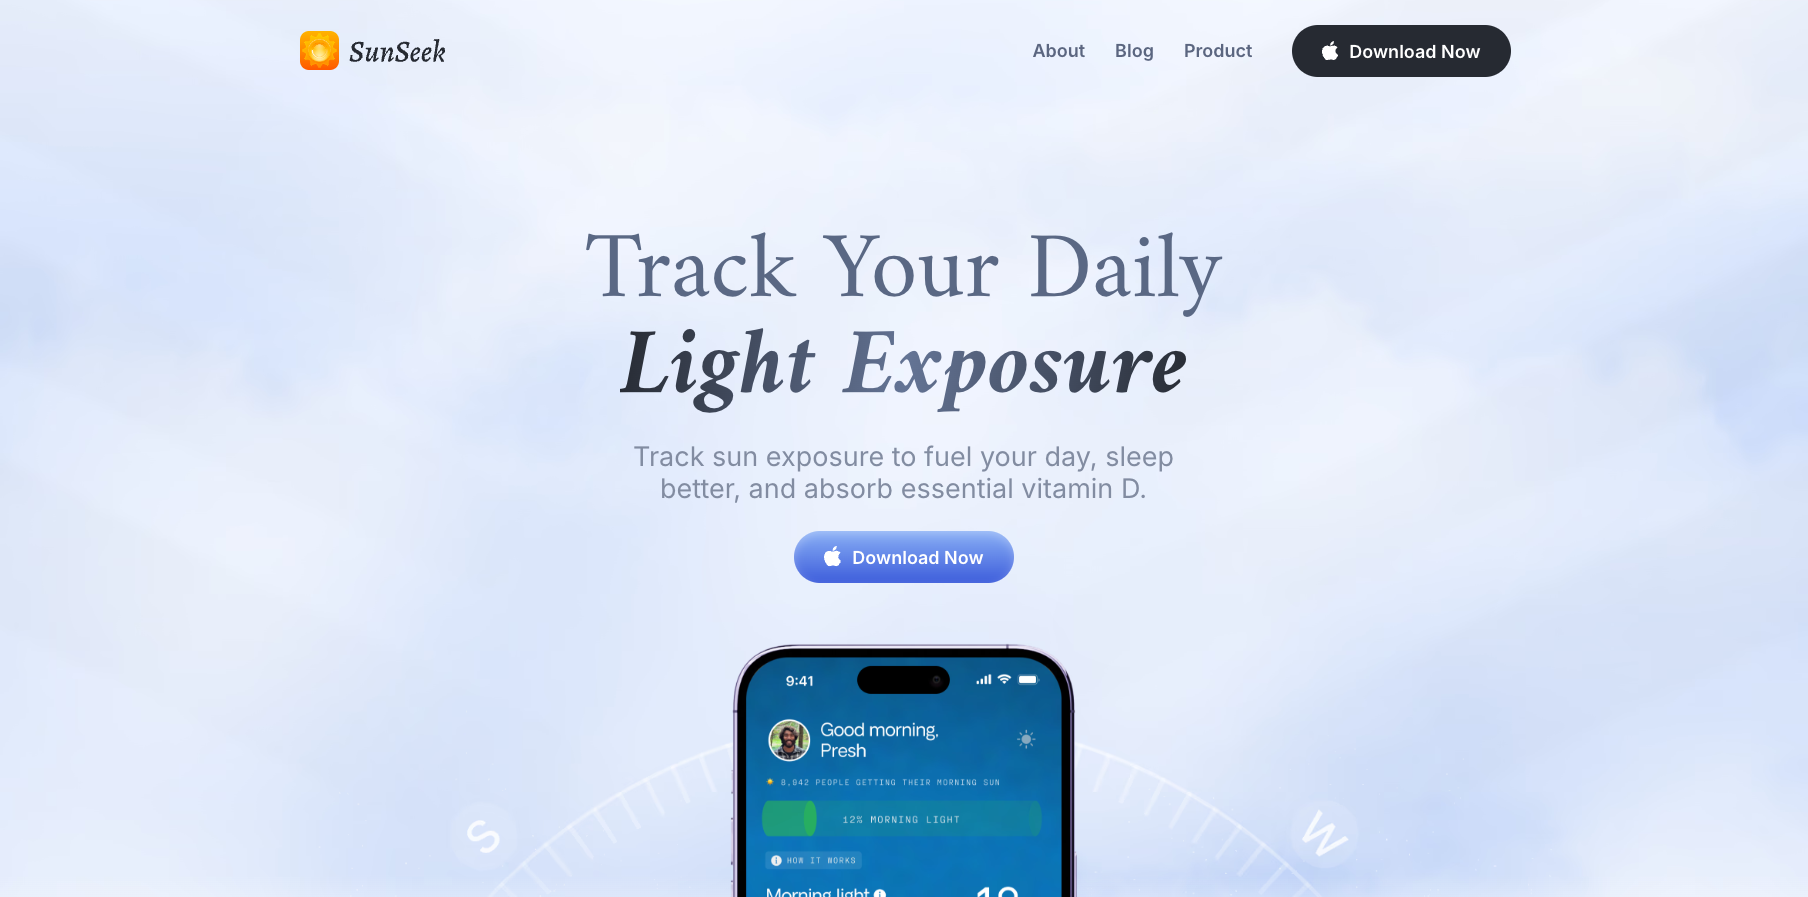 SunSeek
About Blog Product Download Now
Track Your Daily
Light Exposure
Track sun exposure to fuel your day, sleep
better, and absorb essential vitamin D.
Download Now
9:41
Good morning,
Presh
8,042 PEOPLE GETTING THEIR MORNING SUN
12% MORNING LIGHT
HOW IT WORKS
S
W
Morning light